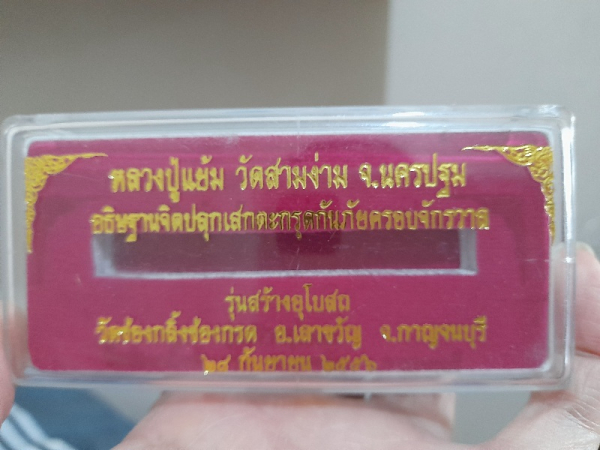 หลวงปู่แย้ม วัดสามง่าม จ.นครปฐม
อธิษฐานจิตปลุกเสกตะกรุดกันภัยครอบจักรวาล
รุ่นสร้างอุโบสถ
วัดช่องกลิ้งช่องกรด อ.เลาขวัญ จ.กาญจนบุรี
๒๘ กันยายน ๒๕๕๖